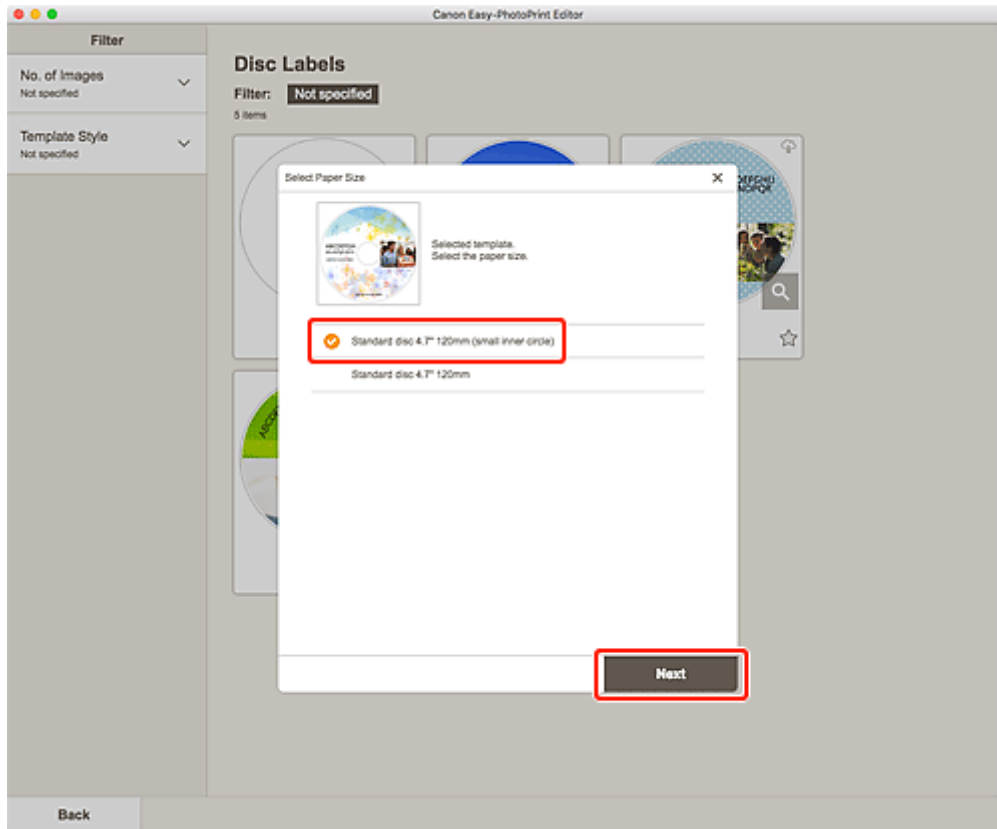 Canon Easy-PhotoPrint Editor
Filter
No. of Images
Not specified
Template Style
Not specified
Disc Labels
Filter: Not specified
5 items
Select Paper Size
Selected template.
Select the paper size.
Standard disc 4.7" 120mm (small inner circle)
Standard disc 4.7" 120mm
Next
Back